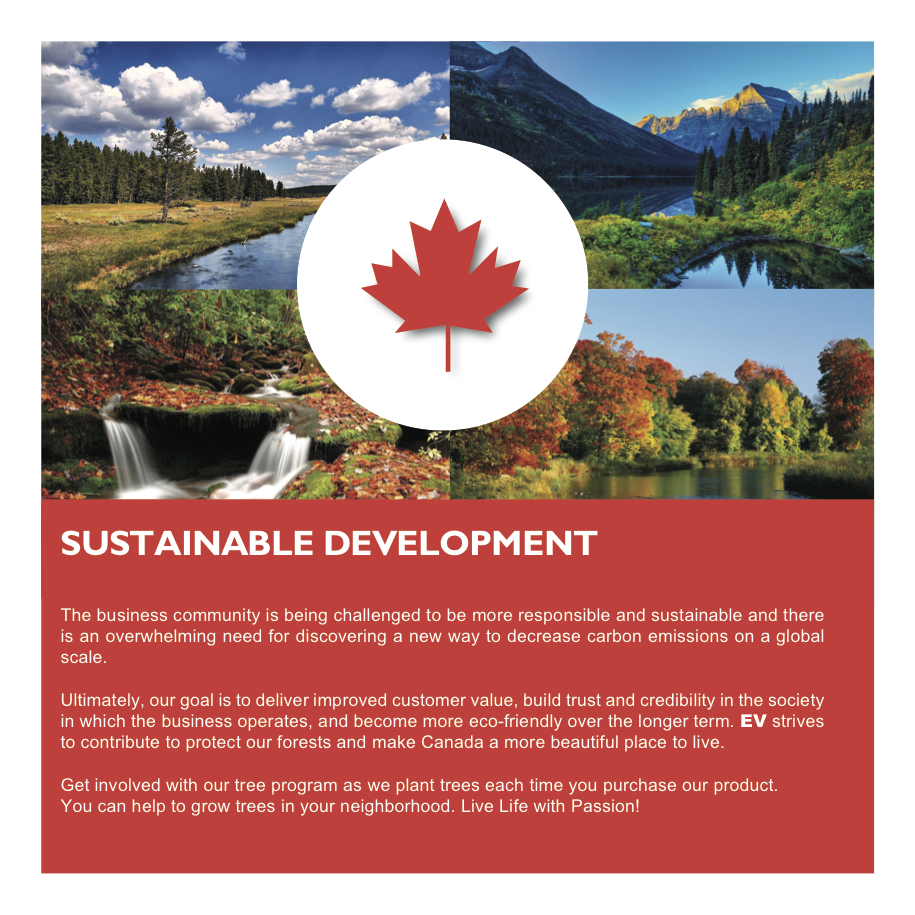 SUSTAINABLE DEVELOPMENT
The business community is being challenged to be more responsible and sustainable and there
is an overwhelming need for discovering a new way to decrease carbon emissions on a global
scale.
Ultimately, our goal is to deliver improved customer value, build trust and credibility in the society
in which the business operates, and become more eco-friendly over the longer term. EV strives
to contribute to protect our forests and make Canada a more beautiful place to live.
Get involved with our tree program as we plant trees each time you purchase our product.
You can help to grow trees in your neighborhood. Live Life with Passion!